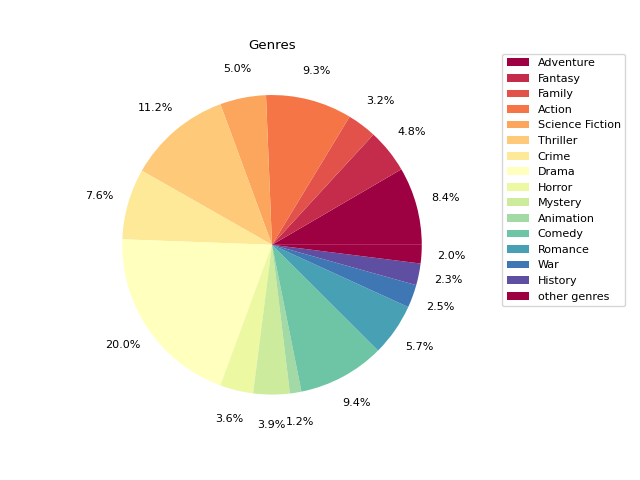 Genres
8.4%
4.8%
3.2%
9.3%
5.0%
11.2%
7.6%
20.0%
3.6%
3.9%
1.2%
9.4%
5.7%
2.5%
2.3%
2.0%
Adventure
Fantasy
Family
Action
Science Fiction
Thriller
Crime
Drama
Horror
Mystery
Animation
Comedy
Romance
War
History
other genres